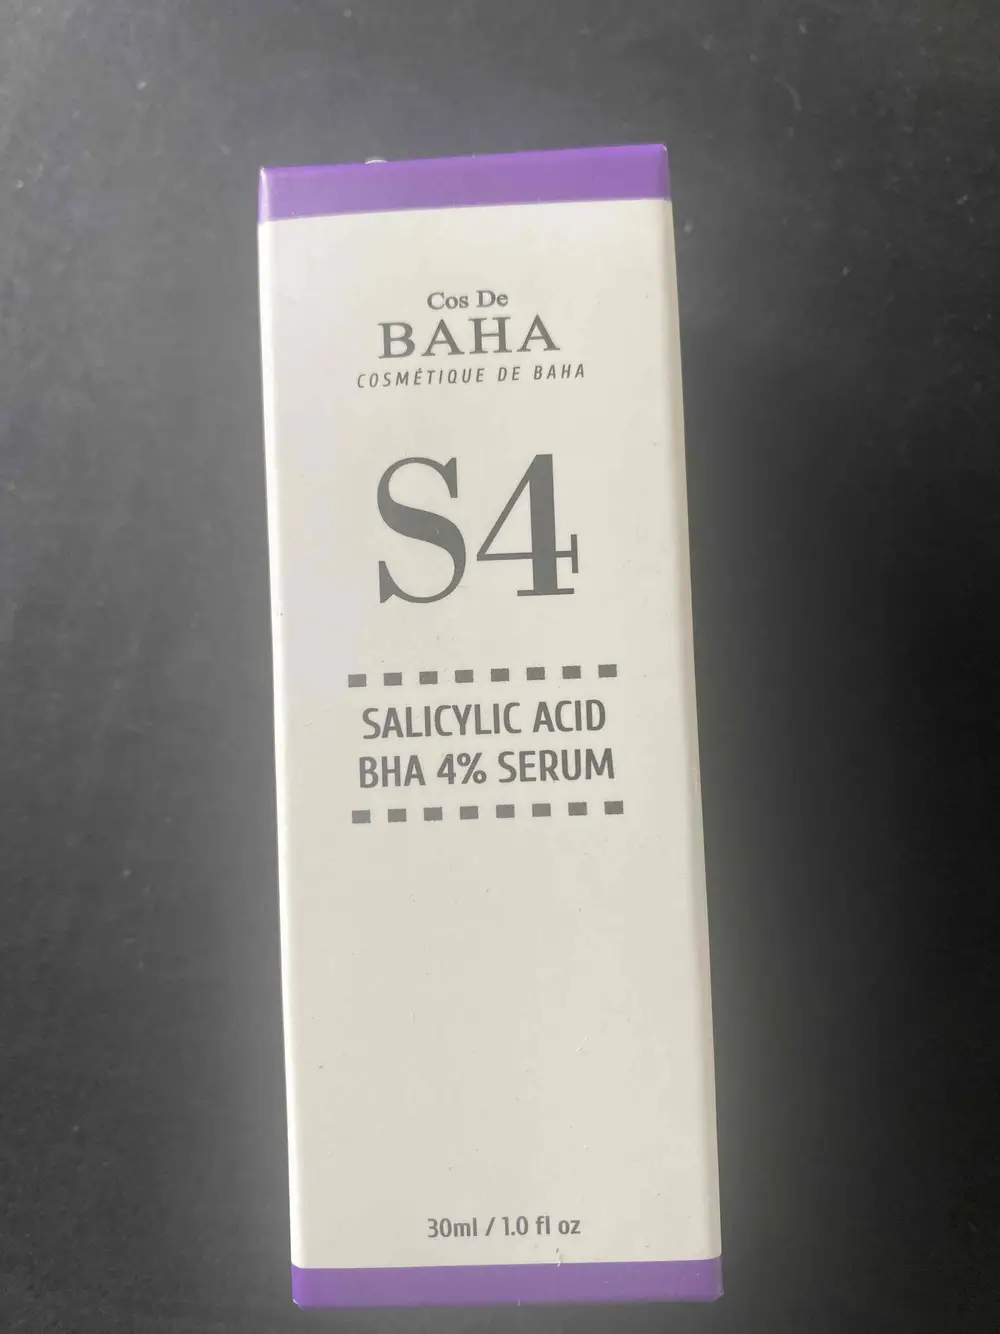 Cos De
BAHA
COSMÉTIQUE DE BAHA
S4
SALICYLIC ACID
BHA 4% SERUM
30ml / 1.0 fl oz